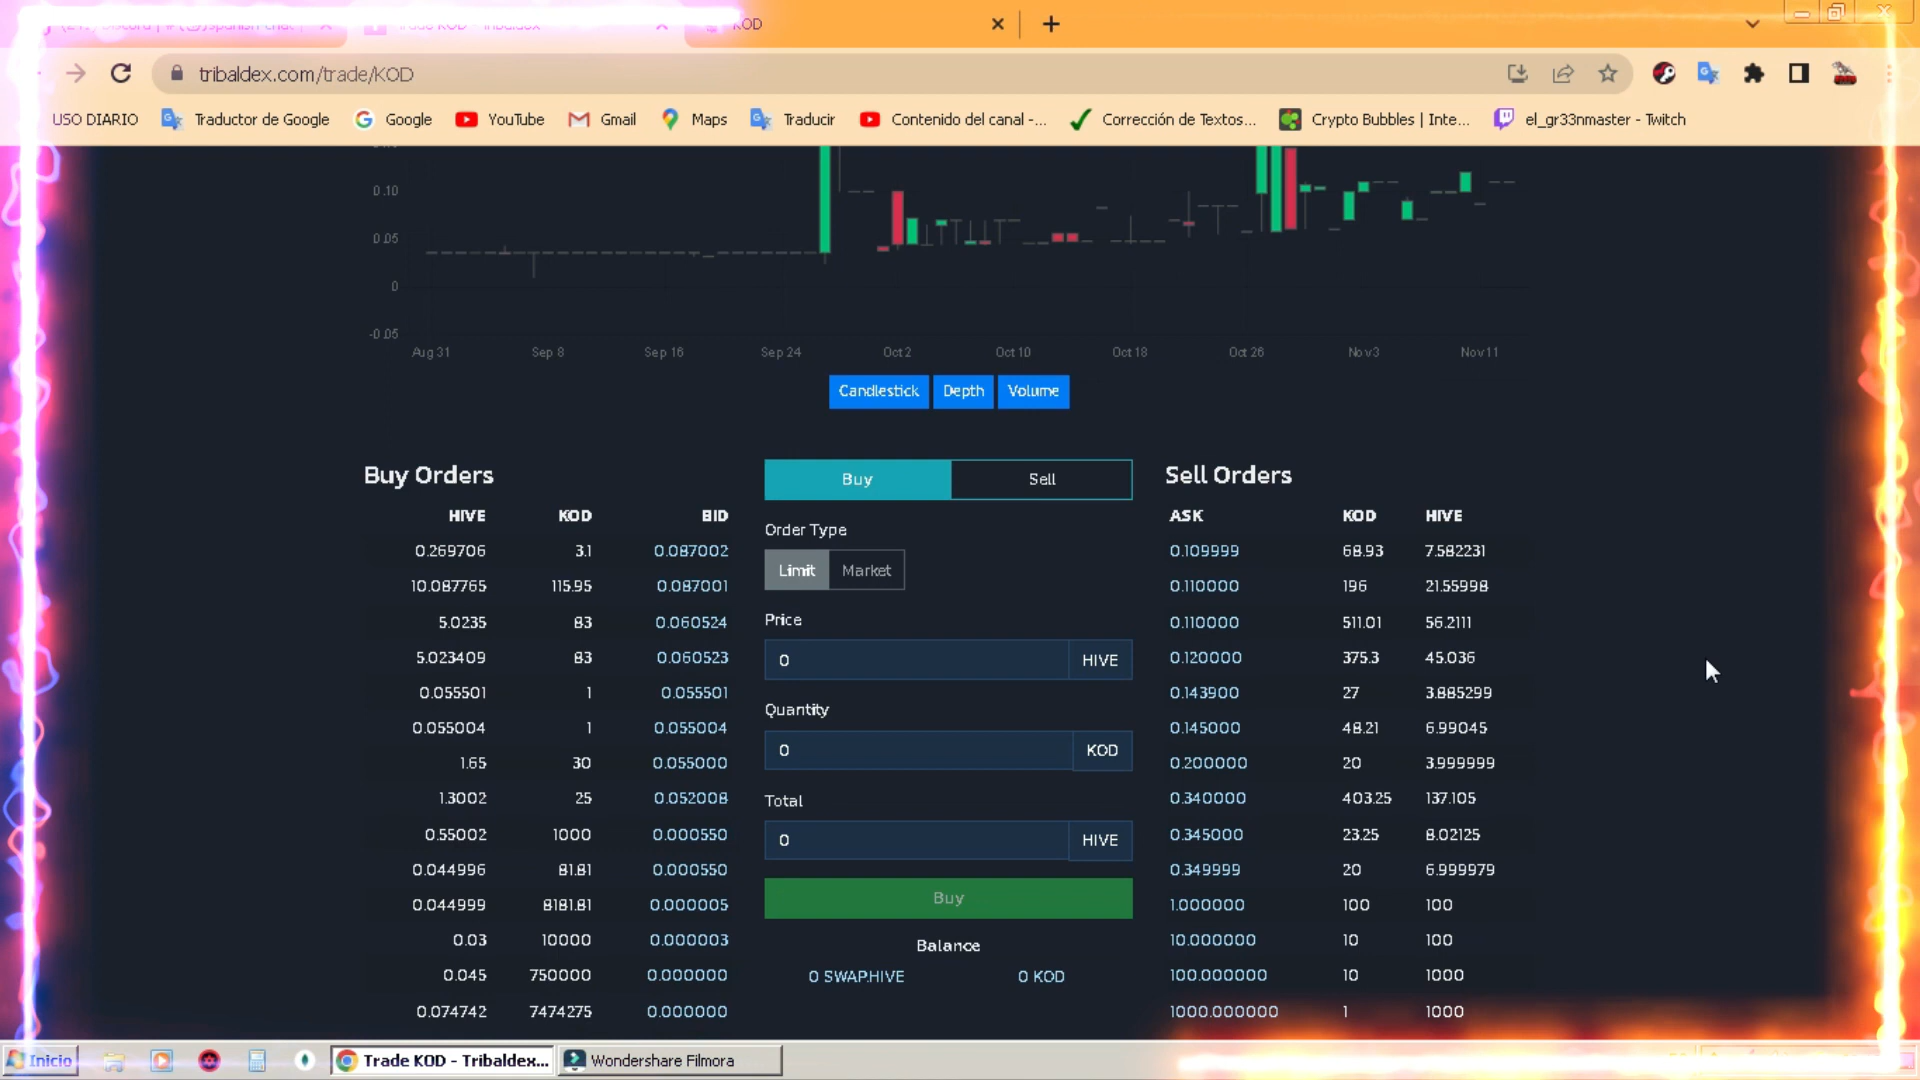 KOD
tribaldex.com/trade/KOD
USO DIARIO Traductor de Google Google YouTube Gmail Maps Traducir Contenido del canal -... Corrección de Textos... Crypto Bubbles | Inte... el_gr33nmaster - Twitch
0.10
0.05
0
-0.05
Aug 31 Sep 8 Sep 16 Sep 24 Oct 2 Oct 10 Oct 18 Oct 26 Nov 3 Nov 11
Candlestick Depth Volume
Buy Orders
HIVE KOD BID
0.269706 3.1 0.087002
10.087765 115.95 0.087001
5.0235 83 0.060524
5.023409 83 0.060523
0.055501 1 0.055501
0.055004 1 0.055004
1.65 30 0.055000
1.3002 25 0.052008
0.55002 1000 0.000550
0.044996 81.81 0.000550
0.044999 8181.81 0.000005
0.03 10000 0.000003
0.045 750000 0.000000
0.074742 7474275 0.000000
Buy Sell
Order Type
Limit Market
Price
0 HIVE
Quantity
0 KOD
Total
0 HIVE
Buy
Balance
0 SWAP.HIVE 0 KOD
Sell Orders
ASK KOD HIVE
0.109999 68.93 7.582231
0.110000 196 21.55998
0.110000 511.01 56.2111
0.120000 375.3 45.036
0.143900 27 3.885299
0.145000 48.21 6.99045
0.200000 20 3.999999
0.340000 403.25 137.105
0.345000 23.25 8.02125
0.349999 20 6.999979
1.000000 100 100
10.000000 10 100
100.000000 10 1000
1000.000000 1 1000
Inicio Trade KOD - Tribaldex... Wondershare Filmora